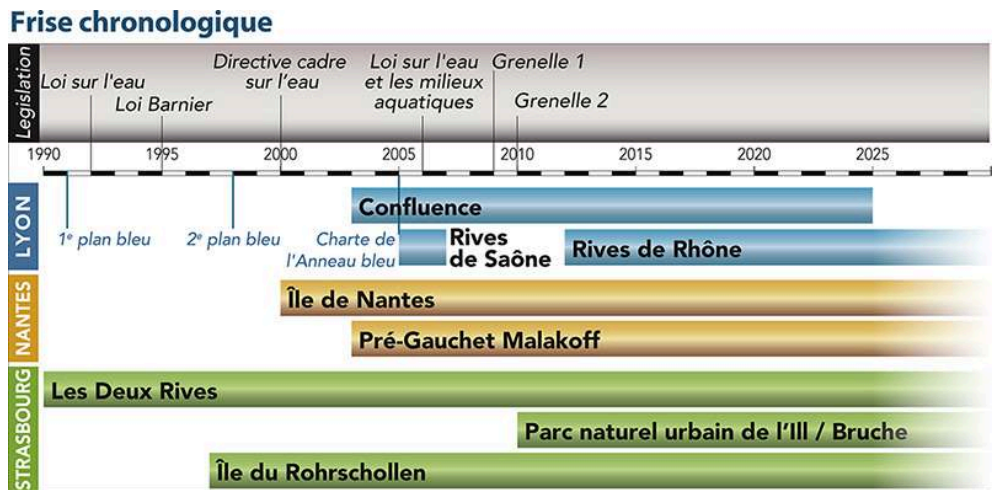 Frise chronologique
Legislation
Loi sur l'eau
Loi Barnier
Directive cadre
sur l'eau
Loi sur l'eau
et les milieux
aquatiques
Grenelle 1
Grenelle 2
1990 1995 2000 2005 2010 2015 2020 2025
LYON
Confluence
1e plan bleu
2e plan bleu
Charte de
l'Anneau bleu
Rives
de Saône
Rives de Rhône
NANTES
Île de Nantes
Pré-Gauchet Malakoff
STRASBOURG
Les Deux Rives
Parc naturel urbain de l'Ill / Bruche
Île du Rohrschollen